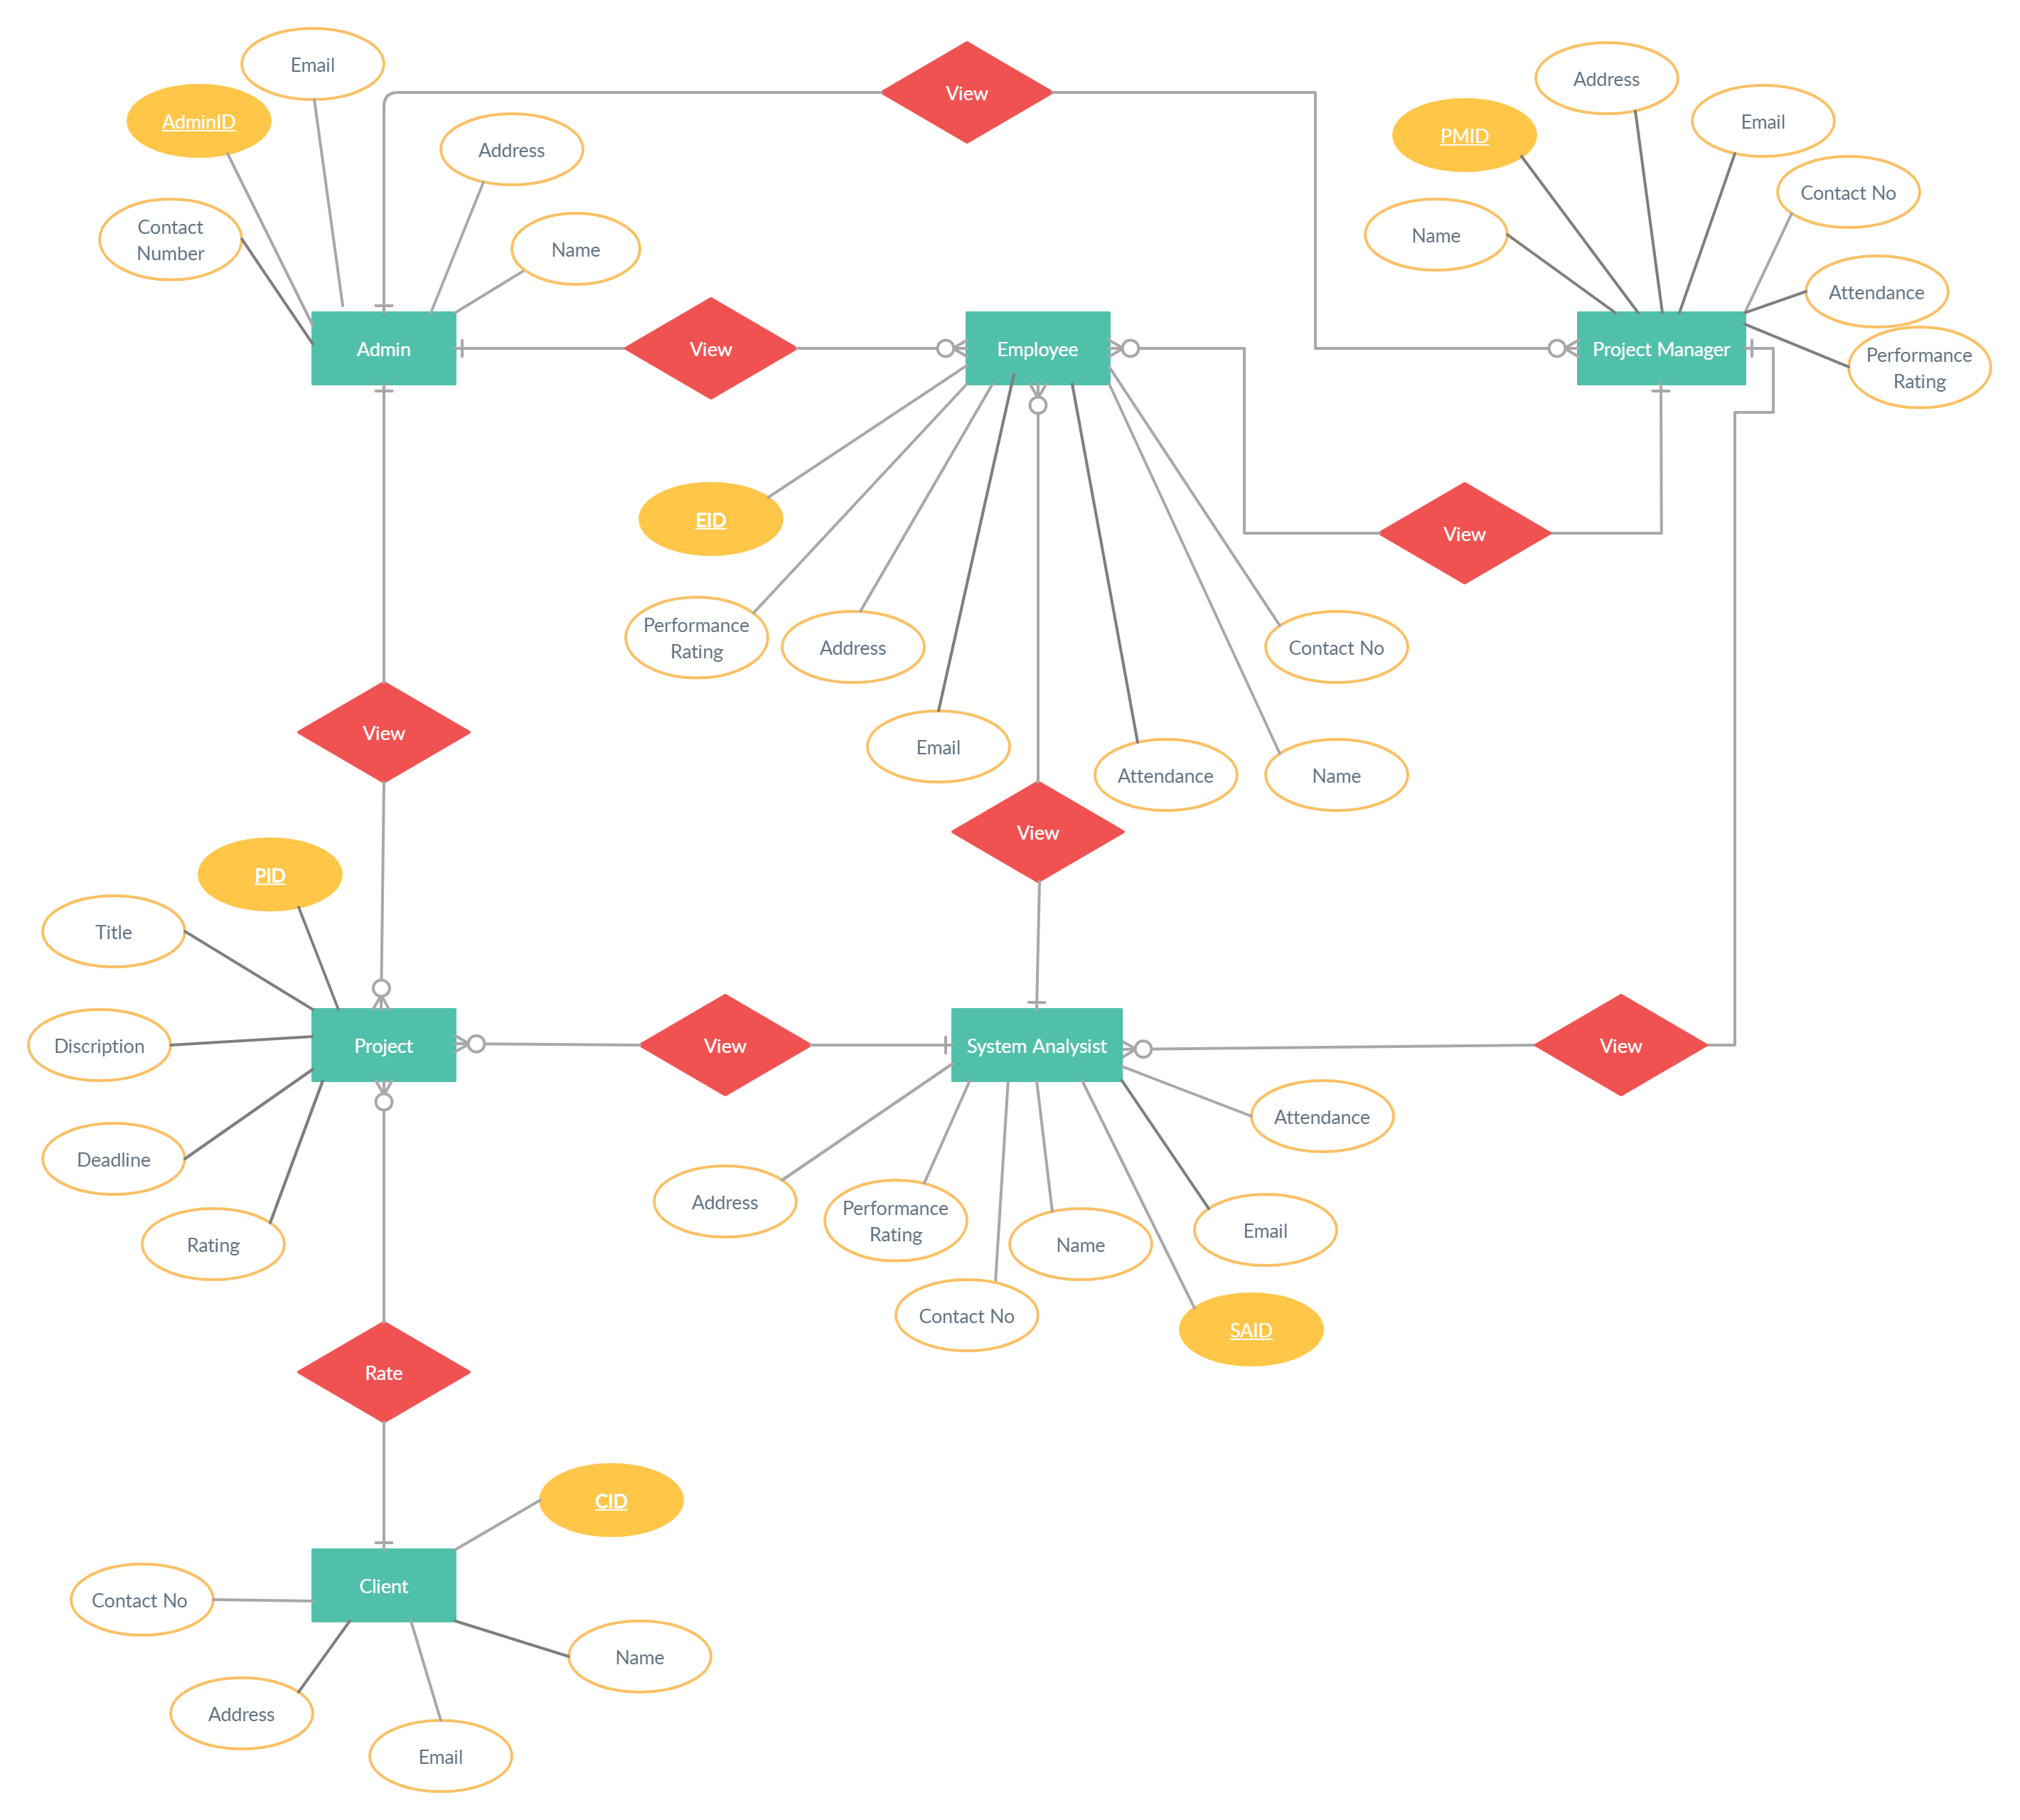 Email
AdminID
Address
Contact
Number
Name
View
Address
PMID
Email
Contact No
Name
Attendance
Performance
Rating
Admin
View
Employee
Project Manager
EID
View
Performance
Rating
Address
Contact No
Email
Attendance
Name
View
View
PID
Title
Discription
Project
View
System Analysist
View
Deadline
Rating
Attendance
Address
Performance
Rating
Name
Email
Contact No
SAID
Rate
CID
Client
Contact No
Name
Address
Email